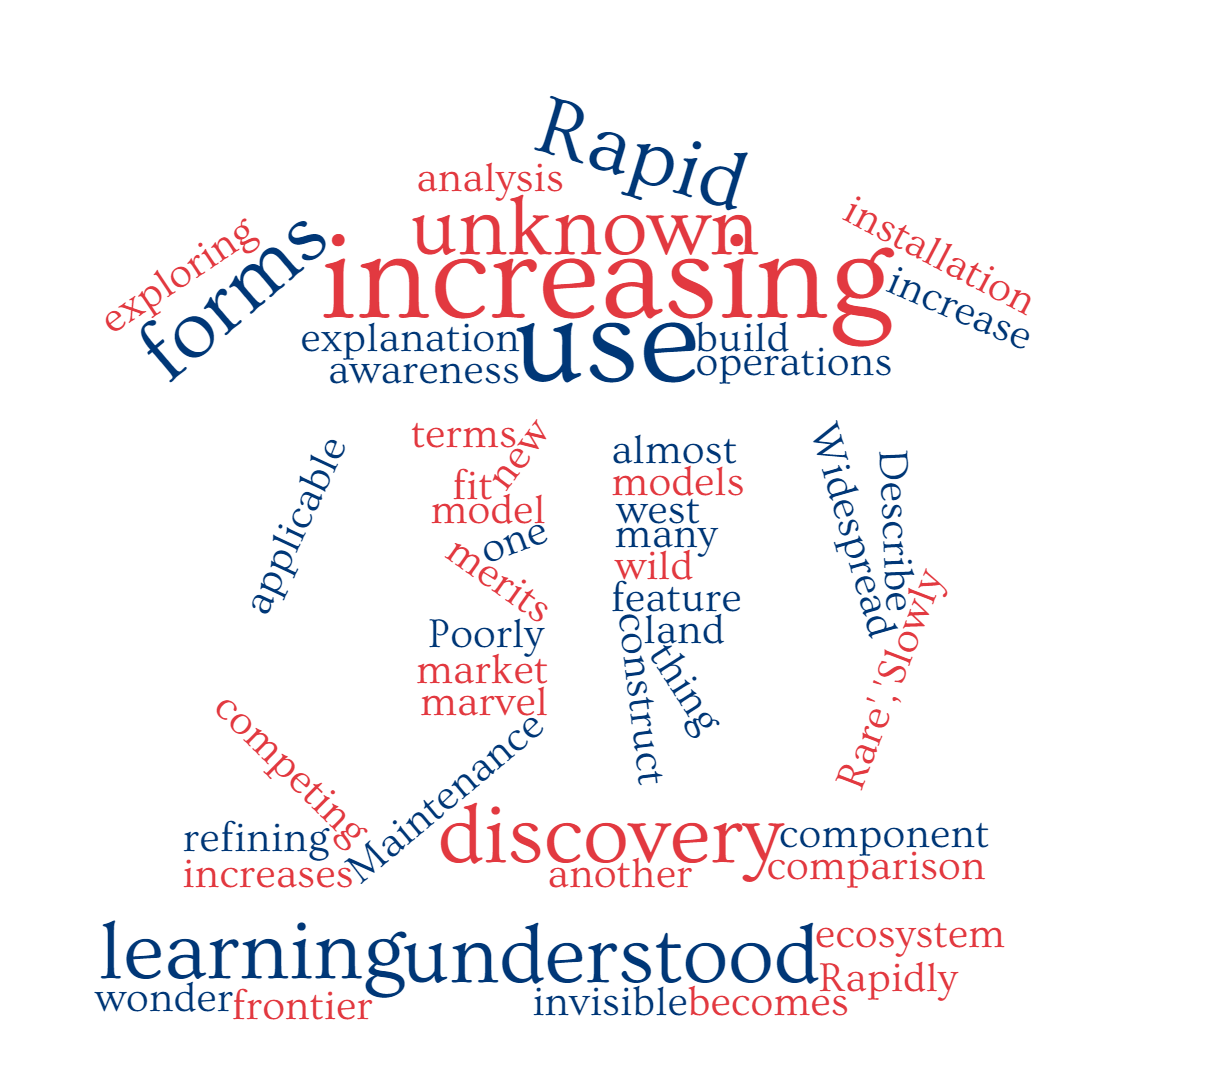 Rapid
analysis
unknown
installation
exploring
forms
increasing
increase
explanation
use
build
awareness
operations
terms
new
almost
Widespread
Describe
applicable
fit
models
model
west
one
many
merits
wild
feature
Poorly
land
Rare','Slowly
market
construct
thing
marvel
competing
Maintenance
refining
discovery
component
increases
another
comparison
learning
understood
ecosystem
Rapidly
wonder
frontier
invisible
becomes